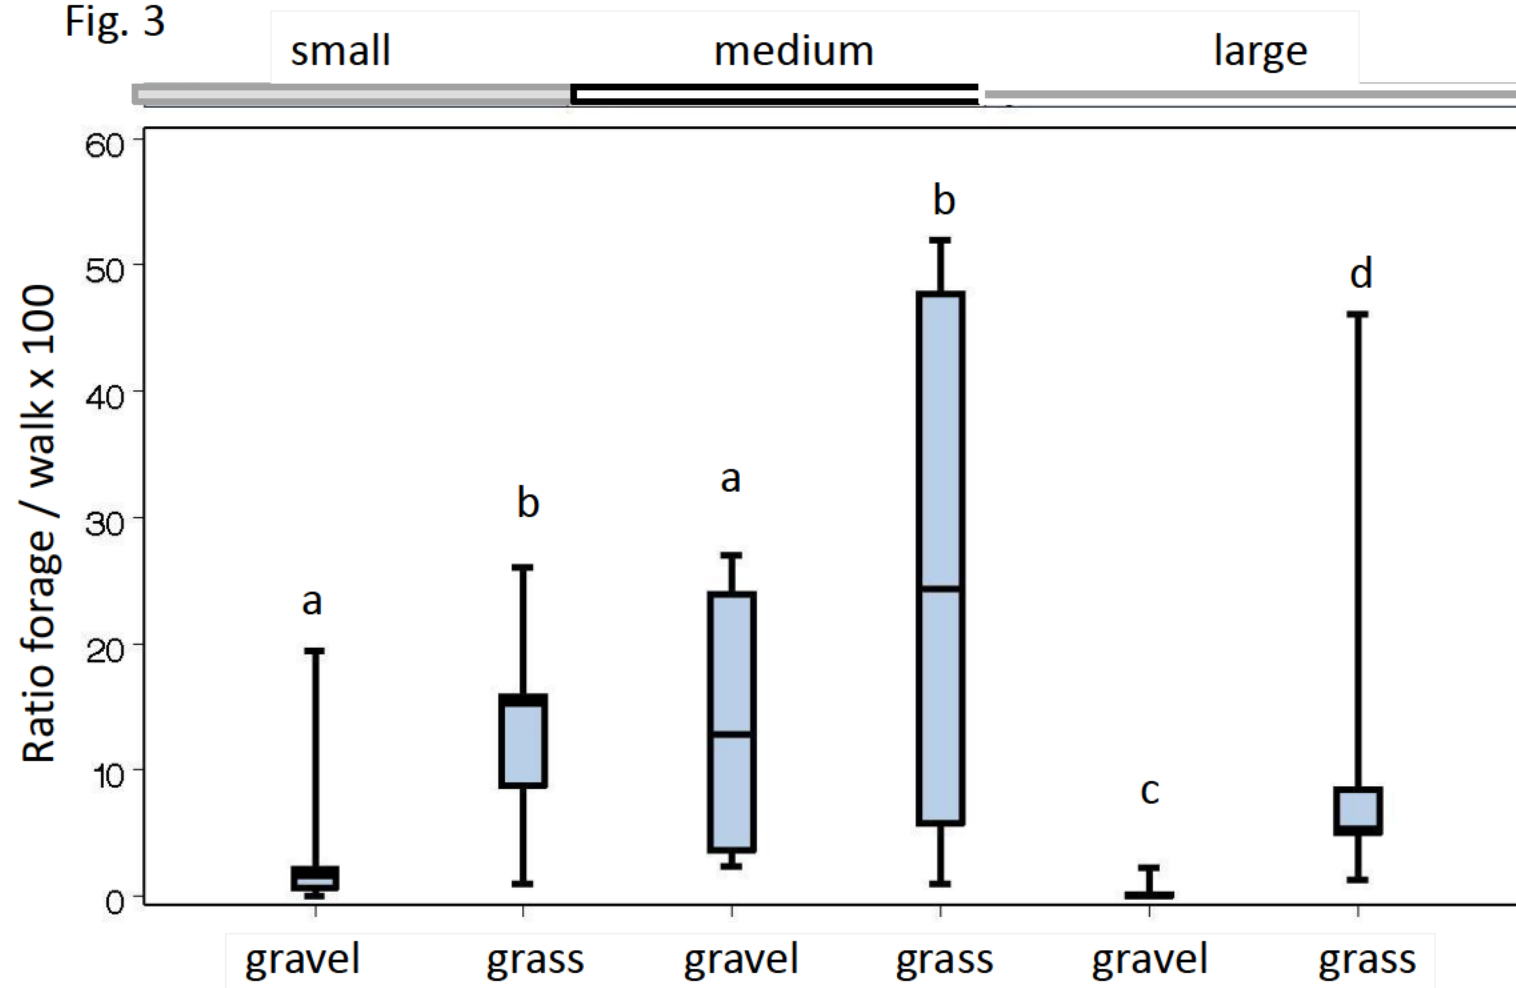 Fig. 3
small medium large
Ratio forage / walk x 100
60
50
40
30
20
10
0
a
b
a
b
c
d
gravel grass gravel grass gravel grass